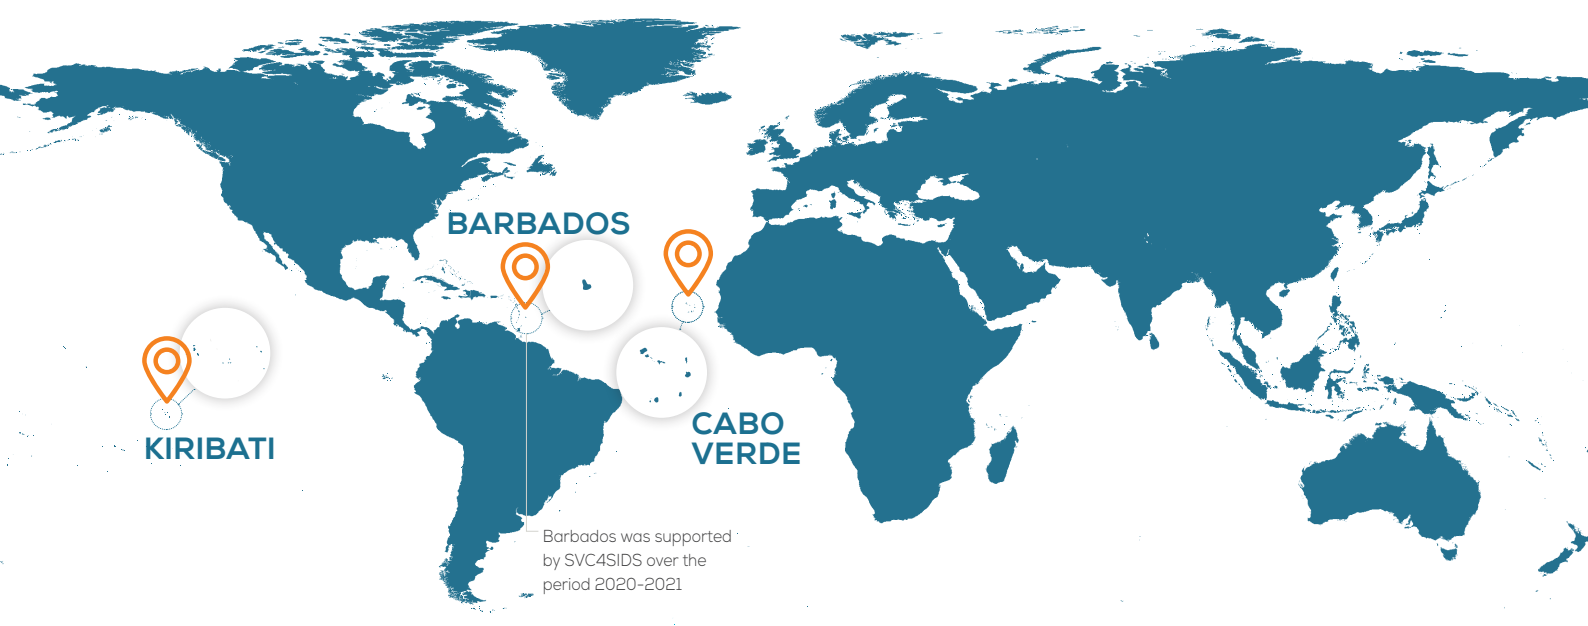 BARBADOS
KIRIBATI
CABO
VERDE
Barbados was supported
by SVC4SIDS over the
period 2020-2021